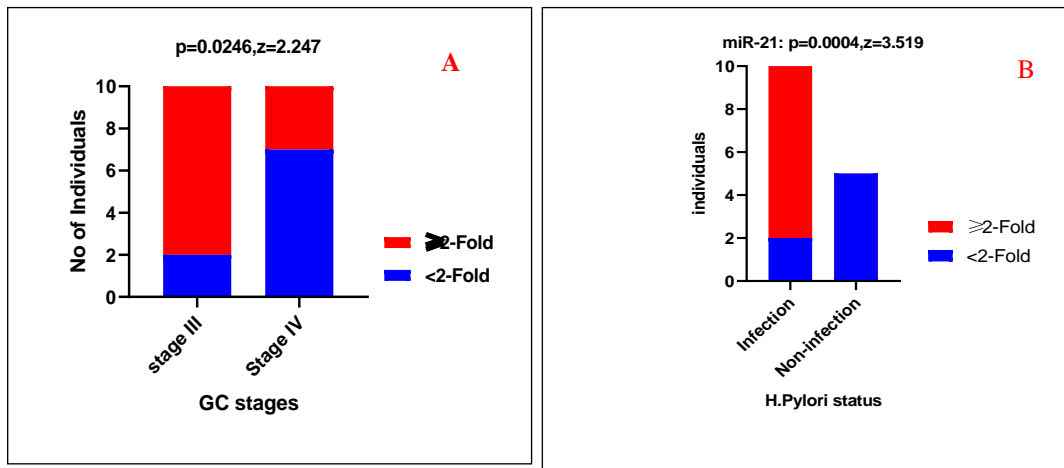 p=0.0246,z=2.247
A
No of Individuals
10
8
6
4
2
0
stage III
Stage IV
GC stages
⩾2-Fold
<2-Fold
miR-21: p=0.0004,z=3.519
B
individuals
10
8
6
4
2
0
Infection
Non-infection
H.Pylori status
⩾2-Fold
<2-Fold